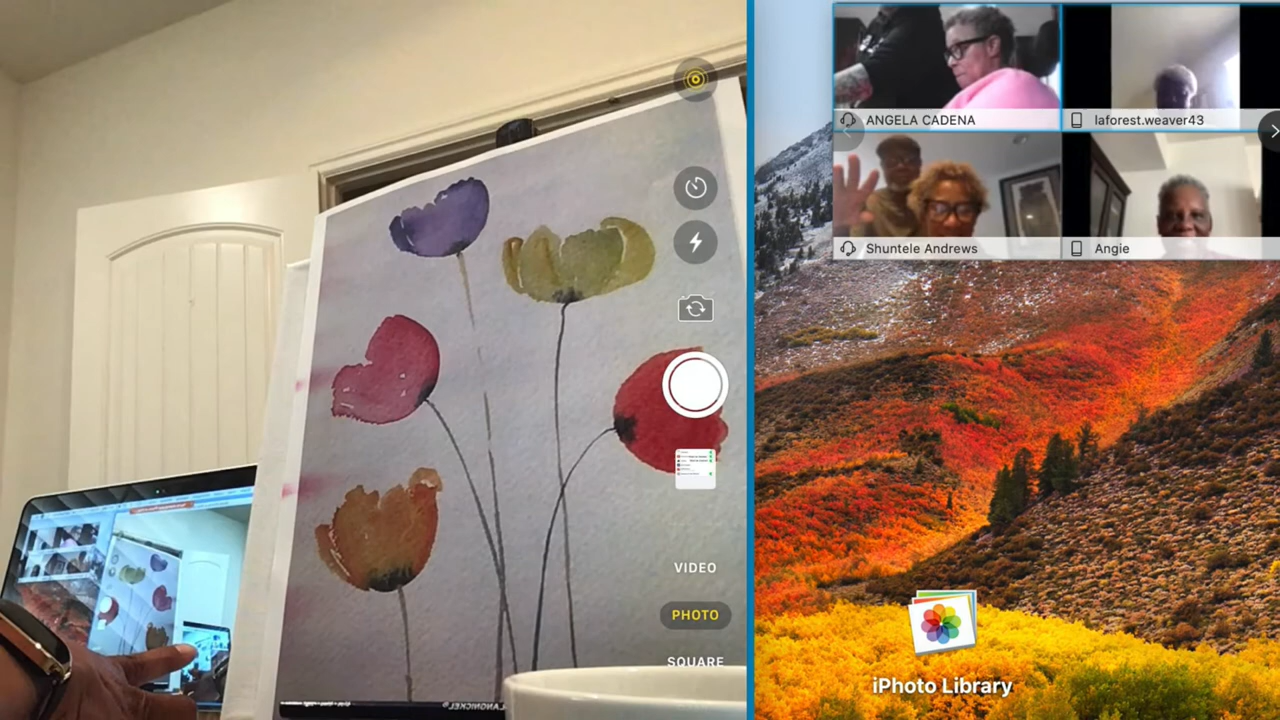 VIDEO
PHOTO
SQUARE
ANGELA CADENA
laforest.weaver43
Shuntele Andrews
Angie
iPhoto Library